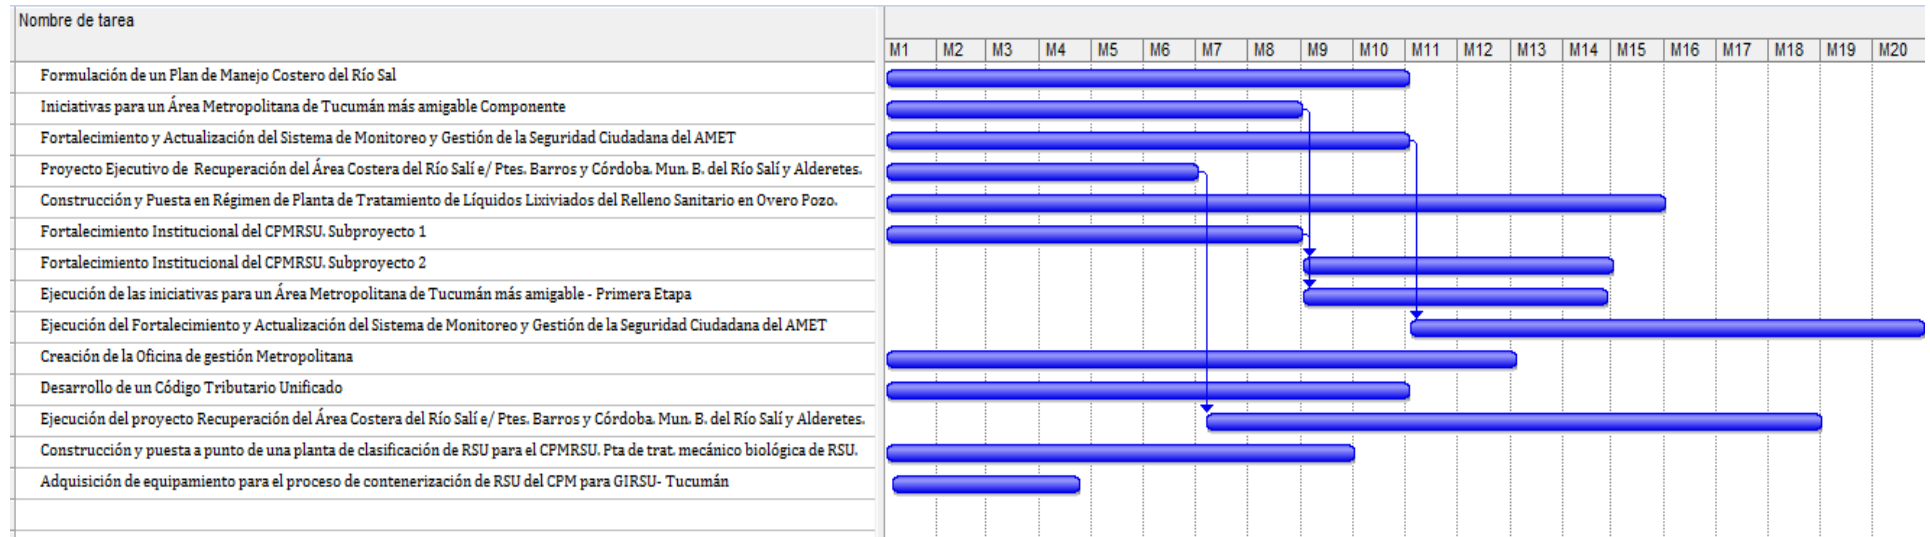 Nombre de tarea
M1 M2 M3 M4 M5 M6 M7 M8 M9 M10 M11 M12 M13 M14 M15 M16 M17 M18 M19 M20
Formulación de un Plan de Manejo Costero del Río Sal
Iniciativas para un Área Metropolitana de Tucumán más amigable Componente
Fortalecimiento y Actualización del Sistema de Monitoreo y Gestión de la Seguridad Ciudadana del AMET
Proyecto Ejecutivo de Recuperación del Área Costera del Río Salí e/ Ptes. Barros y Córdoba. Mun. B. del Río Salí y Alderetes.
Construcción y Puesta en Régimen de Planta de Tratamiento de Líquidos Lixiviados del Relleno Sanitario en Overo Pozo.
Fortalecimiento Institucional del CPMRSU. Subproyecto 1
Fortalecimiento Institucional del CPMRSU. Subproyecto 2
Ejecución de las iniciativas para un Área Metropolitana de Tucumán más amigable - Primera Etapa
Ejecución del Fortalecimiento y Actualización del Sistema de Monitoreo y Gestión de la Seguridad Ciudadana del AMET
Creación de la Oficina de gestión Metropolitana
Desarrollo de un Código Tributario Unificado
Ejecución del proyecto Recuperación del Área Costera del Río Salí e/ Ptes. Barros y Córdoba. Mun. B. del Río Salí y Alderetes.
Construcción y puesta a punto de una planta de clasificación de RSU para el CPMRSU. Pta de trat. mecánico biológica de RSU.
Adquisición de equipamiento para el proceso de contenerización de RSU del CPM para GIRSU- Tucumán